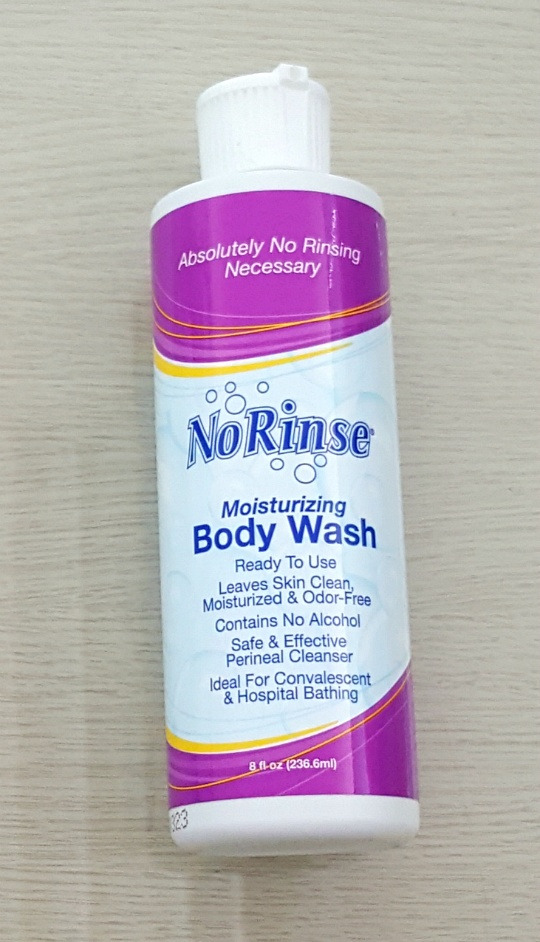 Absolutely No Rinsing
Necessary
NoRinse®
Moisturizing
Body Wash
Ready To Use
Leaves Skin Clean,
Moisturized & Odor-Free
Contains No Alcohol
Safe & Effective
Perineal Cleanser
Ideal For Convalescent
& Hospital Bathing
8 fl oz (236.6ml)